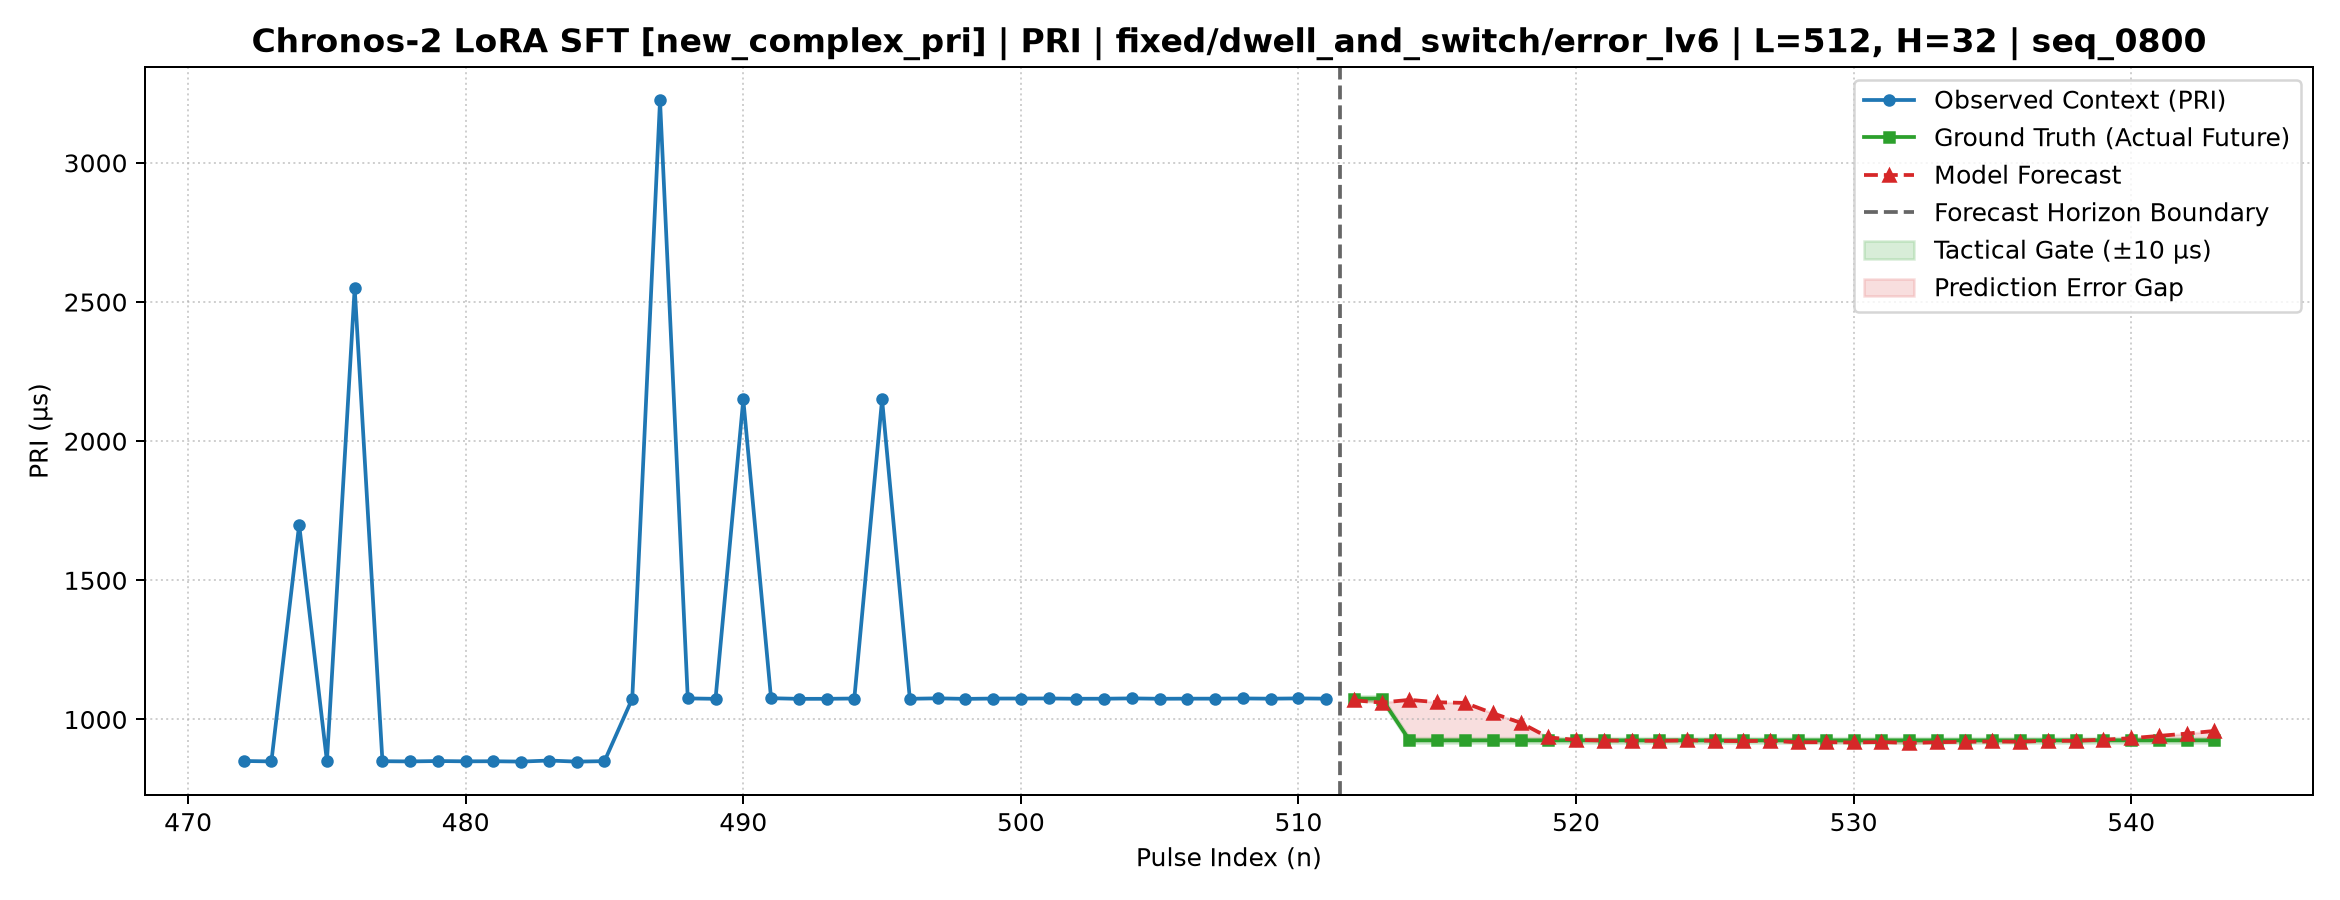 Chronos-2 LoRA SFT [new_complex_pri] | PRI | fixed/dwell_and_switch/error_lv6 | L=512, H=32 | seq_0800
Observed Context (PRI)
Ground Truth (Actual Future)
Model Forecast
Forecast Horizon Boundary
Tactical Gate (±10 µs)
Prediction Error Gap
PRI (µs)
3000
2500
2000
1500
1000
470 480 490 500 510 520 530 540
Pulse Index (n)